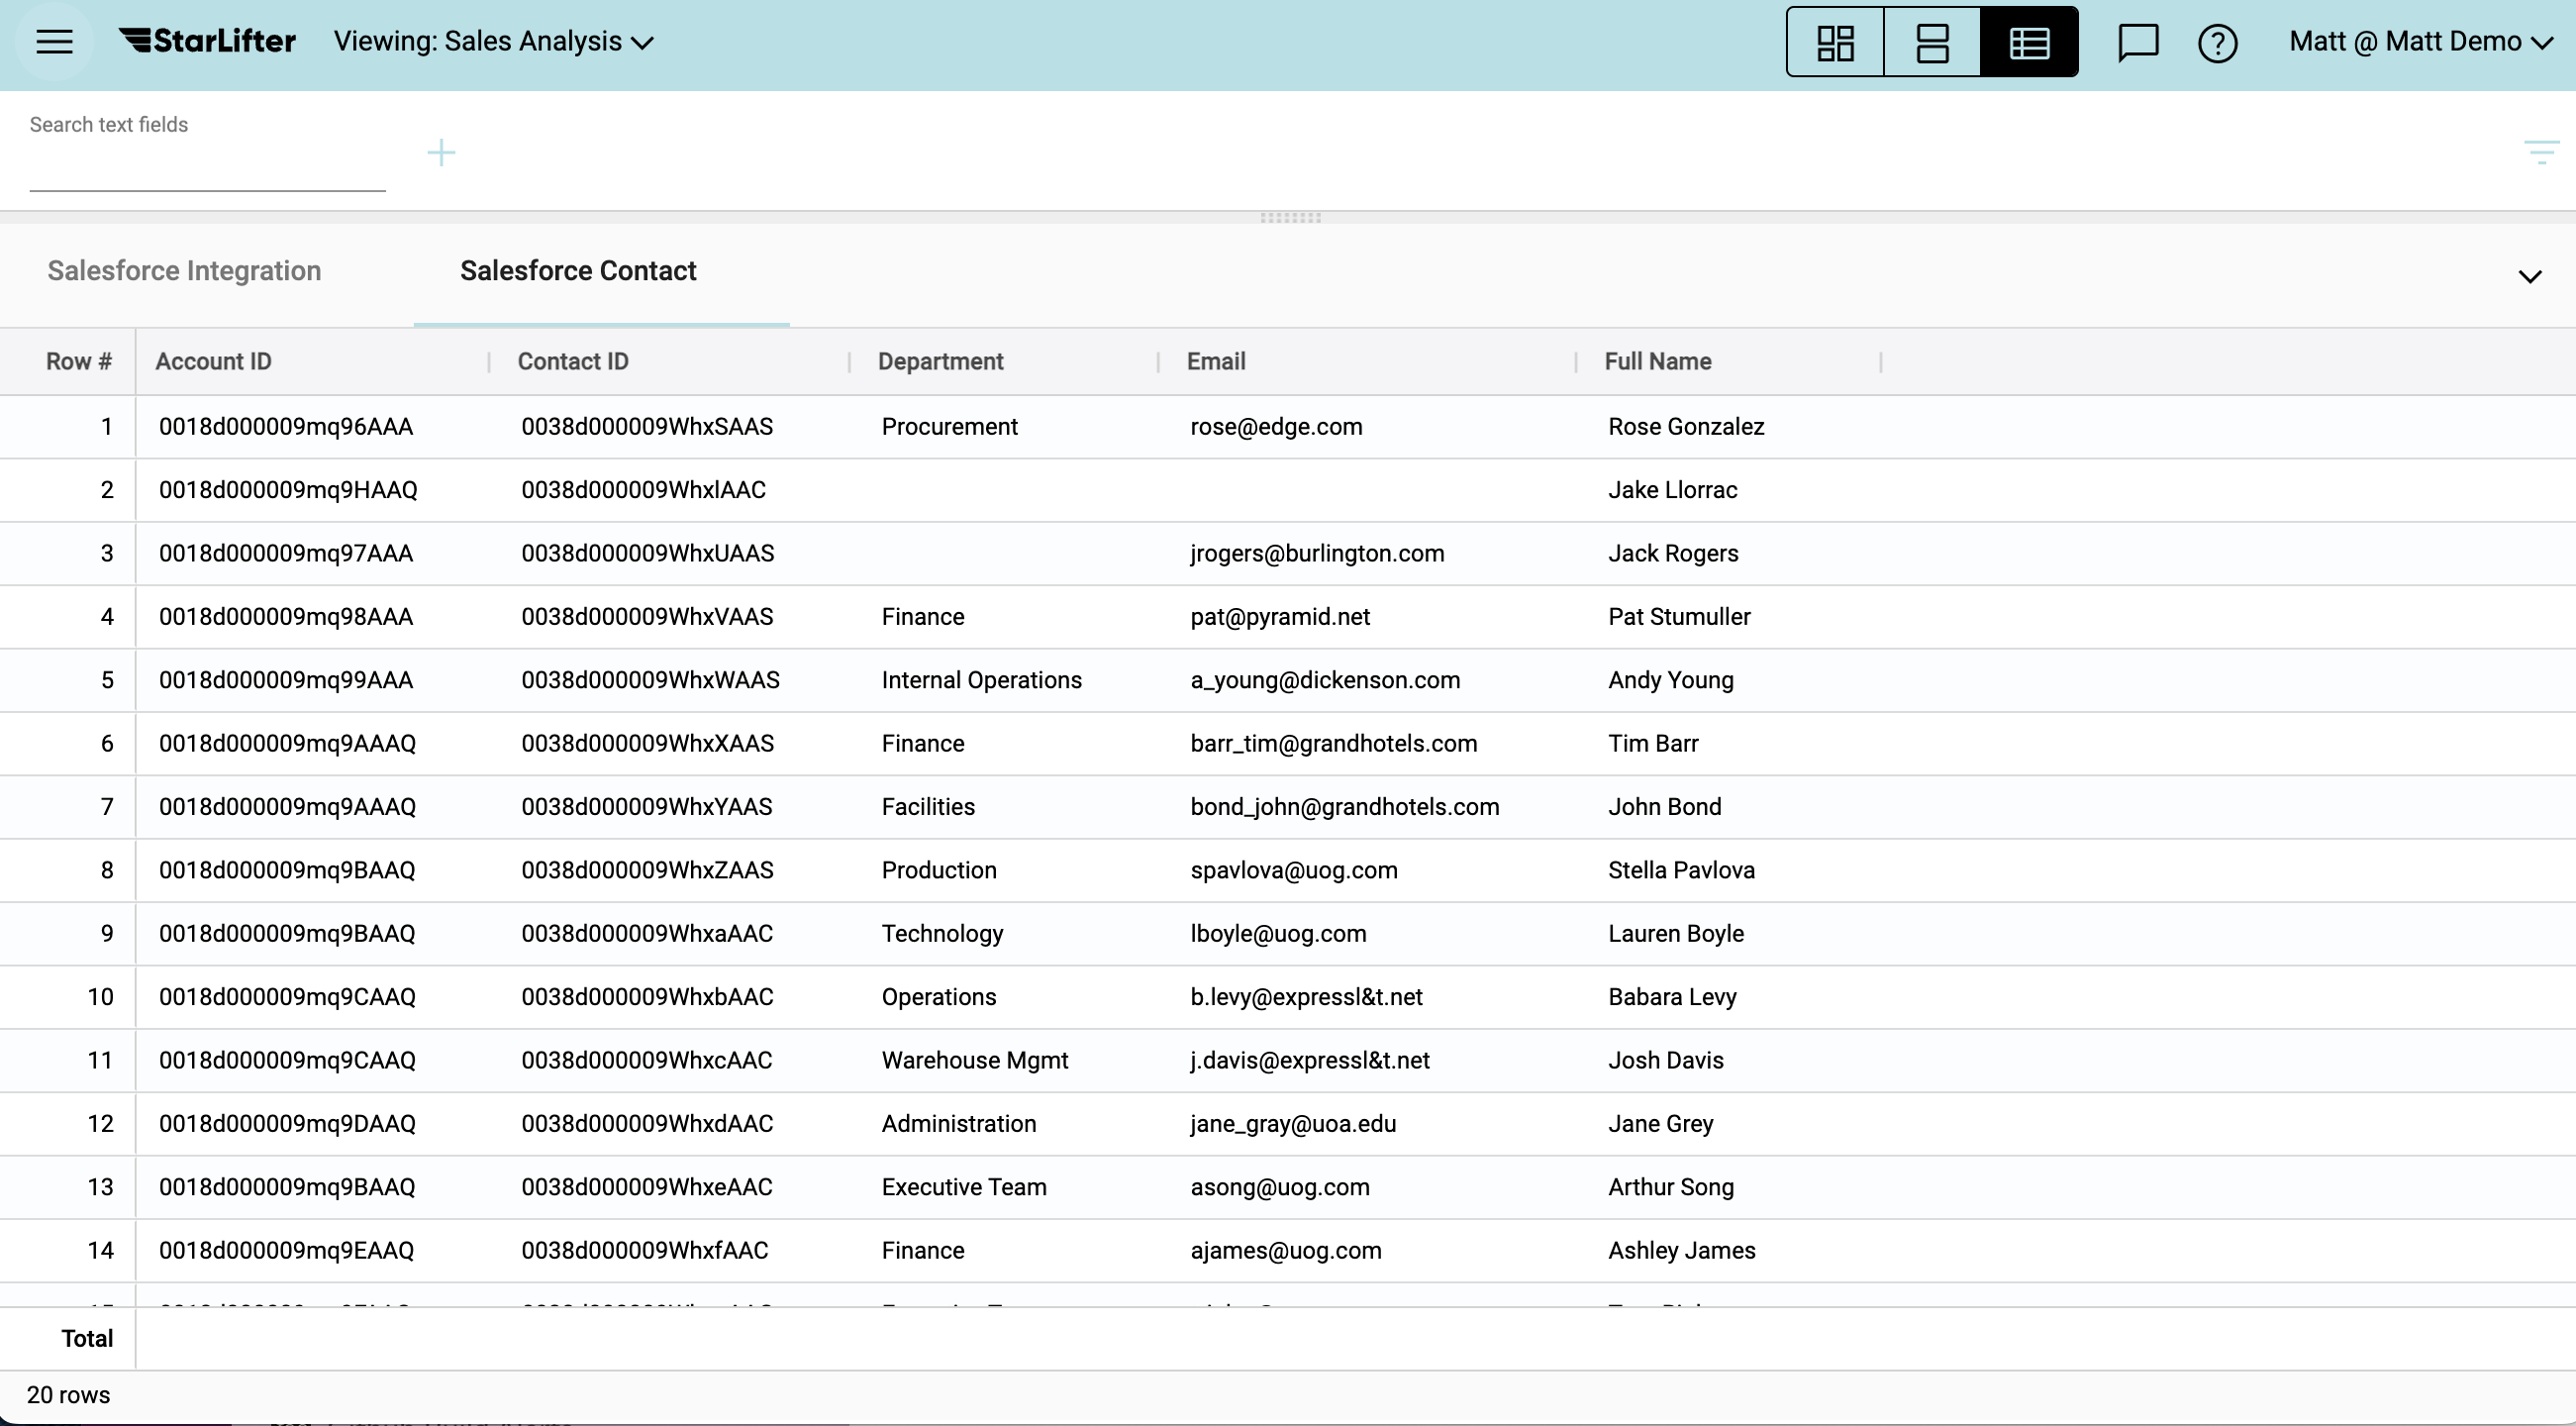 StarLifter Viewing: Sales Analysis Matt @ Matt Demo
Search text fields
Salesforce Integration Salesforce Contact
Row # Account ID Contact ID Department Email Full Name
1 0018d000009mq96AAA 0038d000009WhxSAAS Procurement rose@edge.com Rose Gonzalez
2 0018d000009mq9HAAQ 0038d000009WhxlAAC Jake Llorrac
3 0018d000009mq97AAA 0038d000009WhxUAAS jrogers@burlington.com Jack Rogers
4 0018d000009mq98AAA 0038d000009WhxVAAS Finance pat@pyramid.net Pat Stumuller
5 0018d000009mq99AAA 0038d000009WhxWAAS Internal Operations a_young@dickenson.com Andy Young
6 0018d000009mq9AAAQ 0038d000009WhxXAAS Finance barr_tim@grandhotels.com Tim Barr
7 0018d000009mq9AAAQ 0038d000009WhxYAAS Facilities bond_john@grandhotels.com John Bond
8 0018d000009mq9BAAQ 0038d000009WhxZAAS Production spavlova@uog.com Stella Pavlova
9 0018d000009mq9BAAQ 0038d000009WhxaAAC Technology lboyle@uog.com Lauren Boyle
10 0018d000009mq9CAAQ 0038d000009WhxbAAC Operations b.levy@expressl&t.net Babara Levy
11 0018d000009mq9CAAQ 0038d000009WhxcAAC Warehouse Mgmt j.davis@expressl&t.net Josh Davis
12 0018d000009mq9DAAQ 0038d000009WhxdAAC Administration jane_gray@uoa.edu Jane Grey
13 0018d000009mq9BAAQ 0038d000009WhxeAAC Executive Team asong@uog.com Arthur Song
14 0018d000009mq9EAAQ 0038d000009WhxfAAC Finance ajames@uog.com Ashley James
Total
20 rows